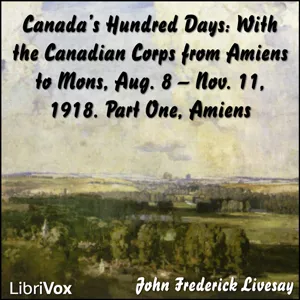 Canada's Hundred Days: With
the Canadian Corps from Amiens
to Mons, Aug. 8 – Nov. 11,
1918. Part One, Amiens
LibriVox
John Frederick Livesay